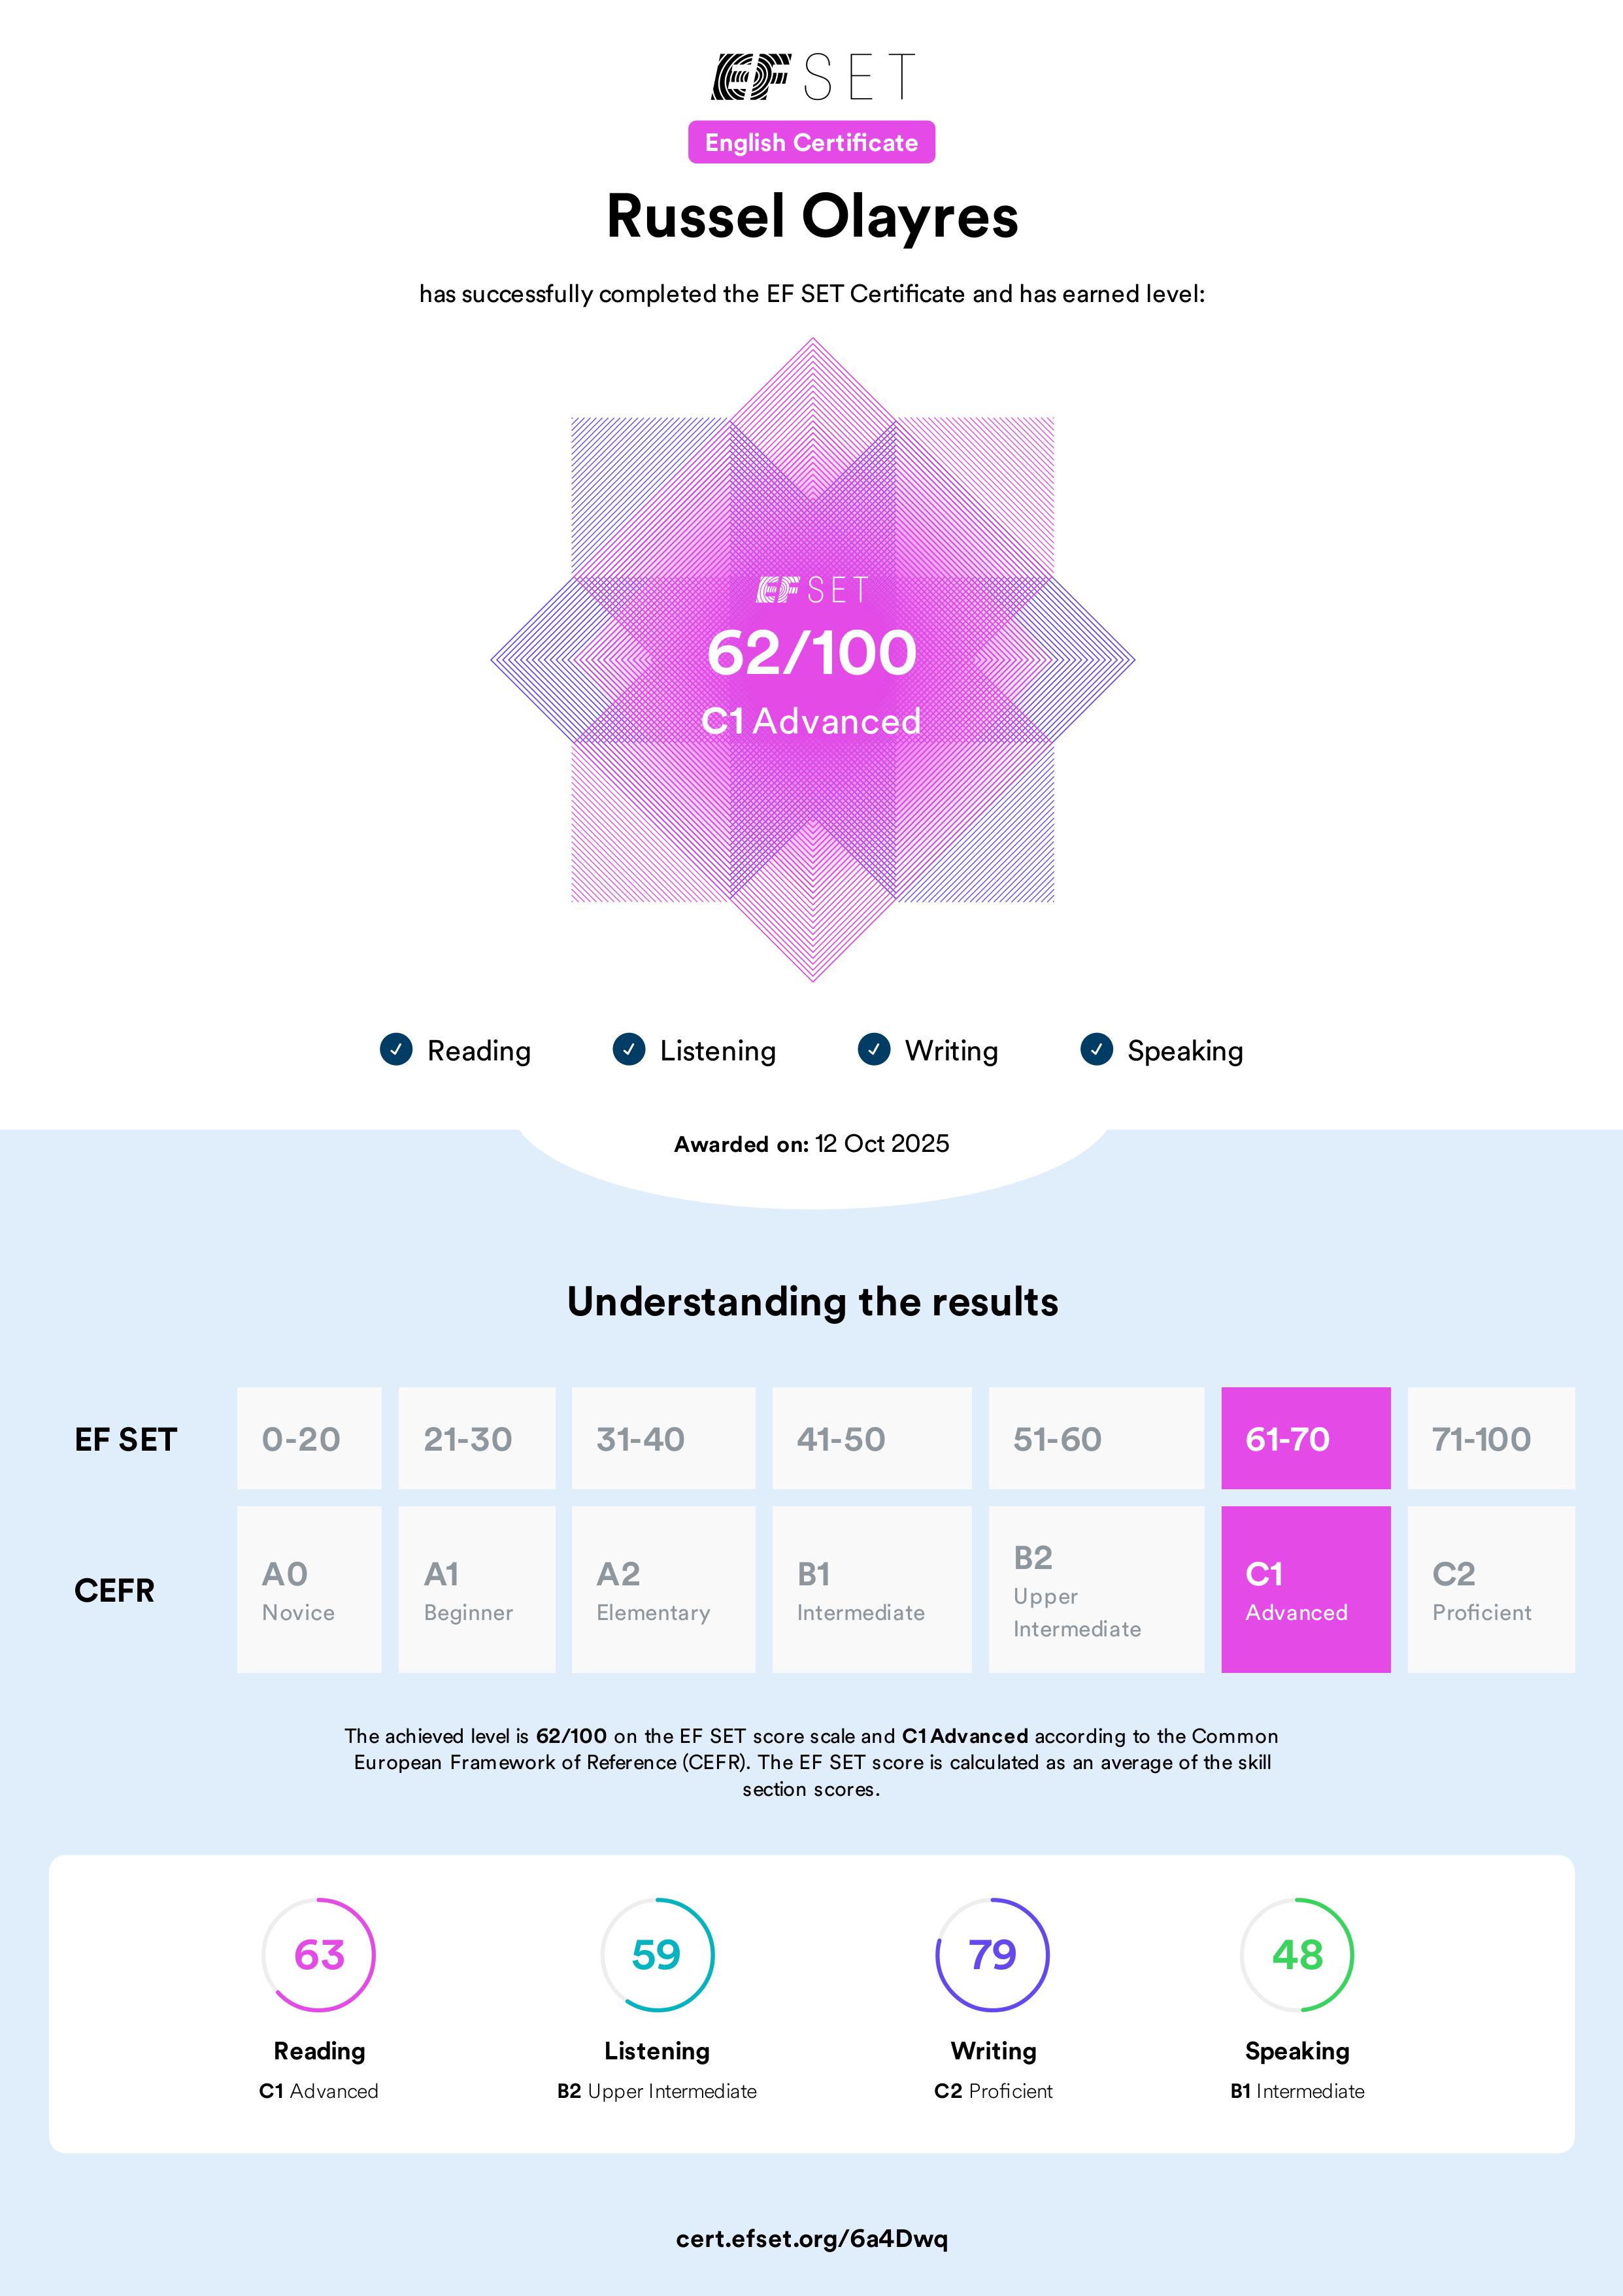 EF SET
English Certificate
Russel Olayres
has successfully completed the EF SET Certificate and has earned level:
EF SET
62/100
C1 Advanced
Reading Listening Writing Speaking
Awarded on: 12 Oct 2025
Understanding the results
EF SET 0-20 21-30 31-40 41-50 51-60 61-70 71-100
CEFR
A0 Novice
A1 Beginner
A2 Elementary
B1 Intermediate
B2 Upper
Intermediate
C1 Advanced
C2 Proficient
The achieved level is 62/100 on the EF SET score scale and C1 Advanced according to the Common
European Framework of Reference (CEFR). The EF SET score is calculated as an average of the skill
section scores.
63 59 79 48
Reading Listening Writing Speaking
C1 Advanced B2 Upper Intermediate C2 Proficient B1 Intermediate
cert.efset.org/6a4Dwq